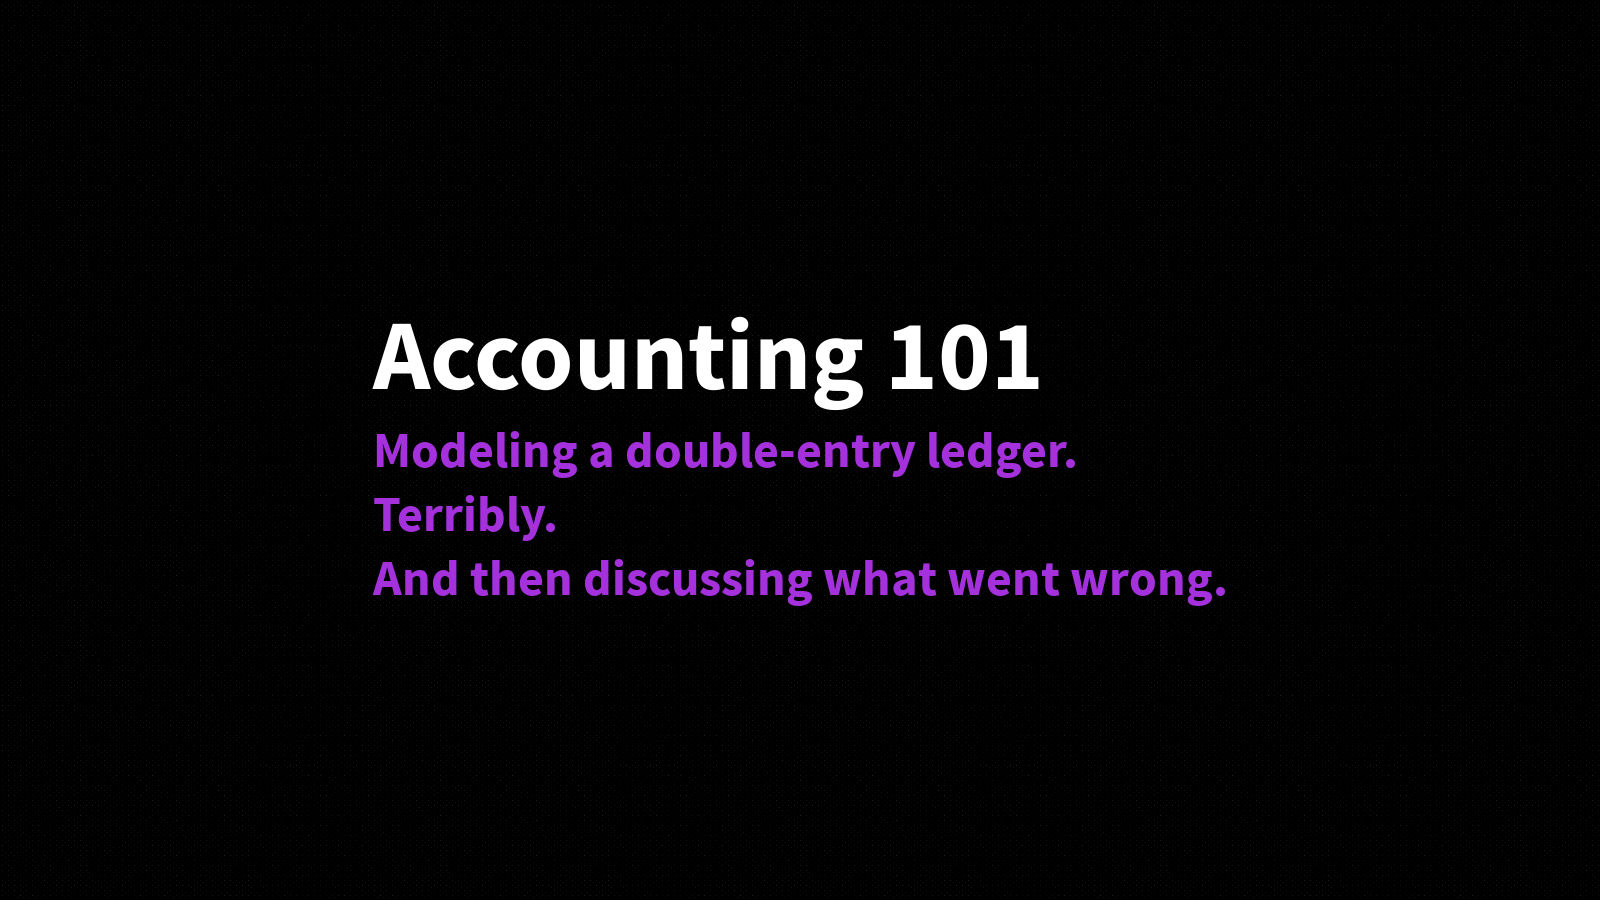 Accounting 101
Modeling a double-entry ledger.
Terribly.
And then discussing what went wrong.